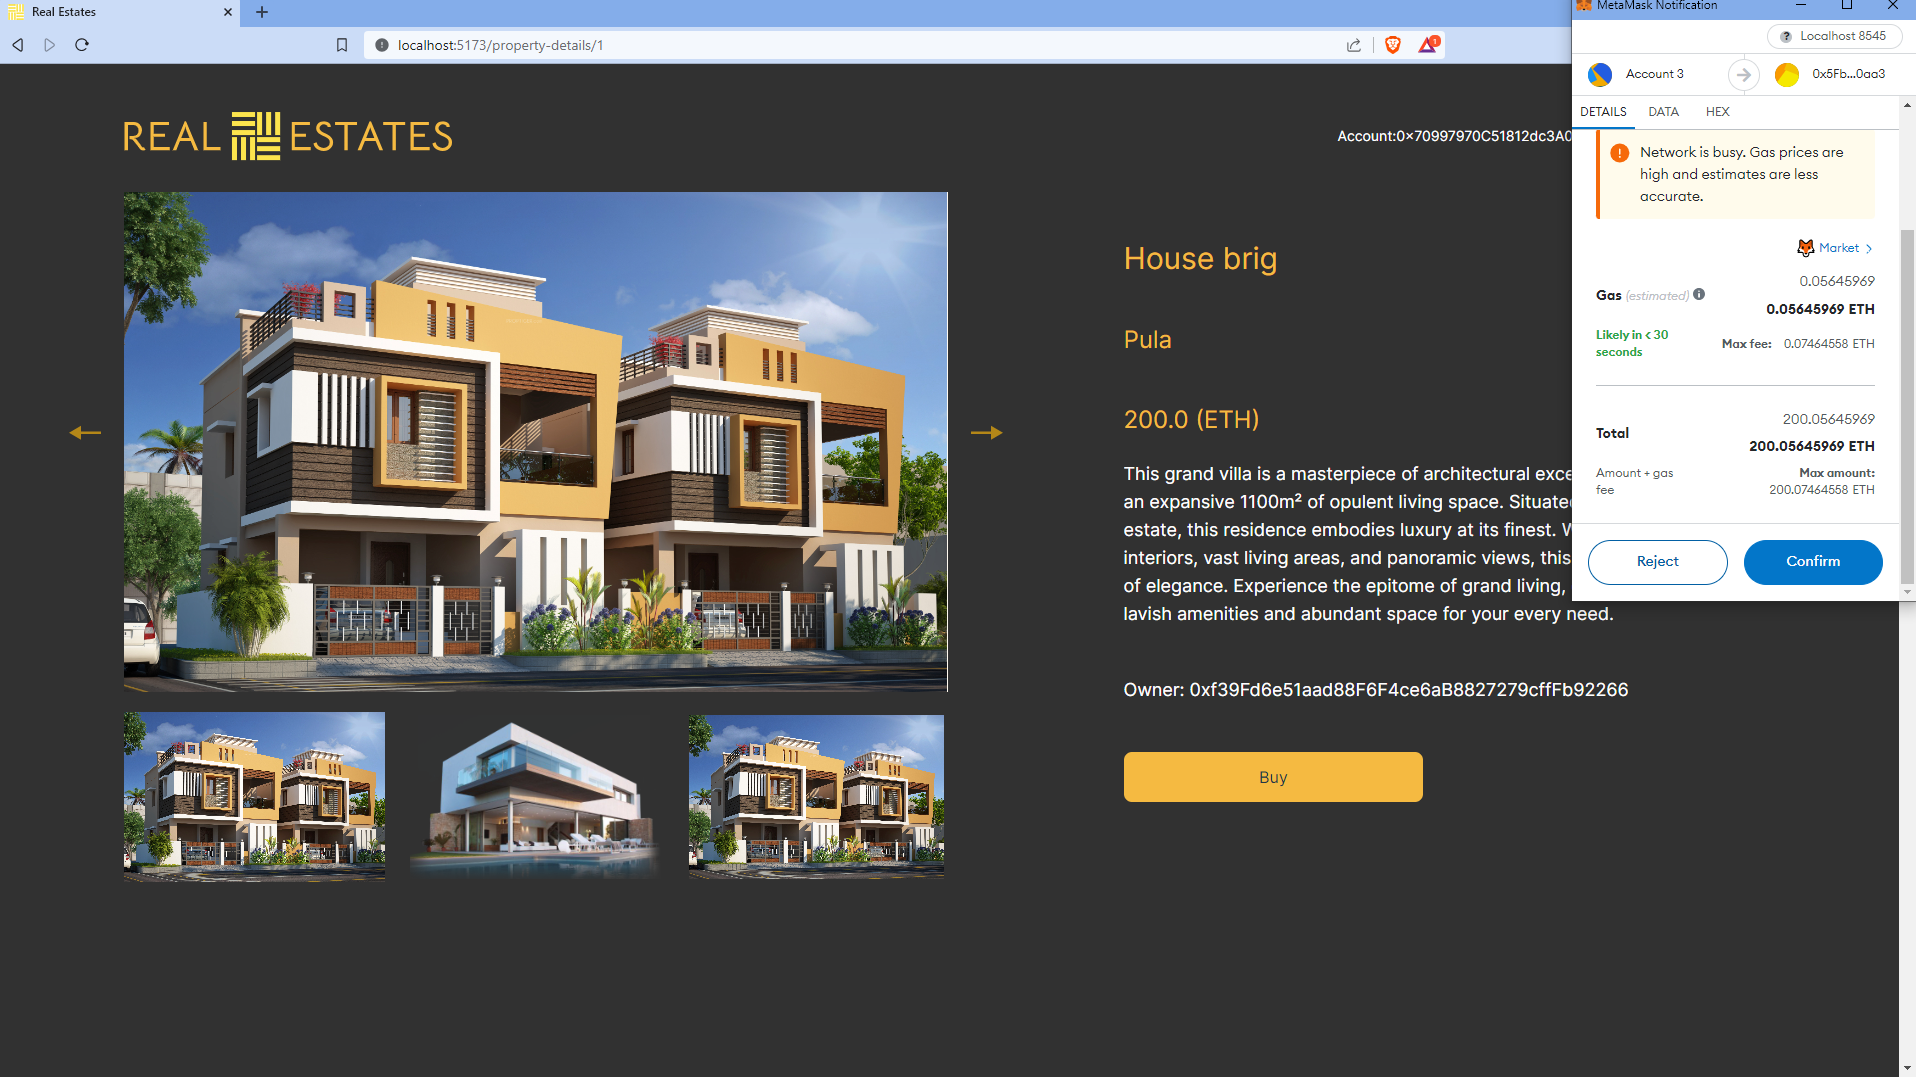 Real Estates
localhost:5173/property-details/1
1
MetaMask Notification
Localhost 8545
Account 3
0x5Fb...0aa3
DETAILS DATA HEX
Network is busy. Gas prices are
high and estimates are less
accurate.
Market >
0.05645969
Gas (estimated)
0.05645969 ETH
Likely in < 30
seconds
Max fee: 0.07464558 ETH
200.05645969
Total
200.05645969 ETH
Amount + gas
fee
Max amount:
200.07464558 ETH
Reject
Confirm
REAL ESTATES
Account:0x70997970C51812dc3A0
House brig
Pula
200.0 (ETH)
This grand villa is a masterpiece of architectural exce
an expansive 1100m² of opulent living space. Situated
estate, this residence embodies luxury at its finest. W
interiors, vast living areas, and panoramic views, this
of elegance. Experience the epitome of grand living,
lavish amenities and abundant space for your every need.
Owner: 0xf39Fd6e51aad88F6F4ce6aB8827279cffFb92266
Buy